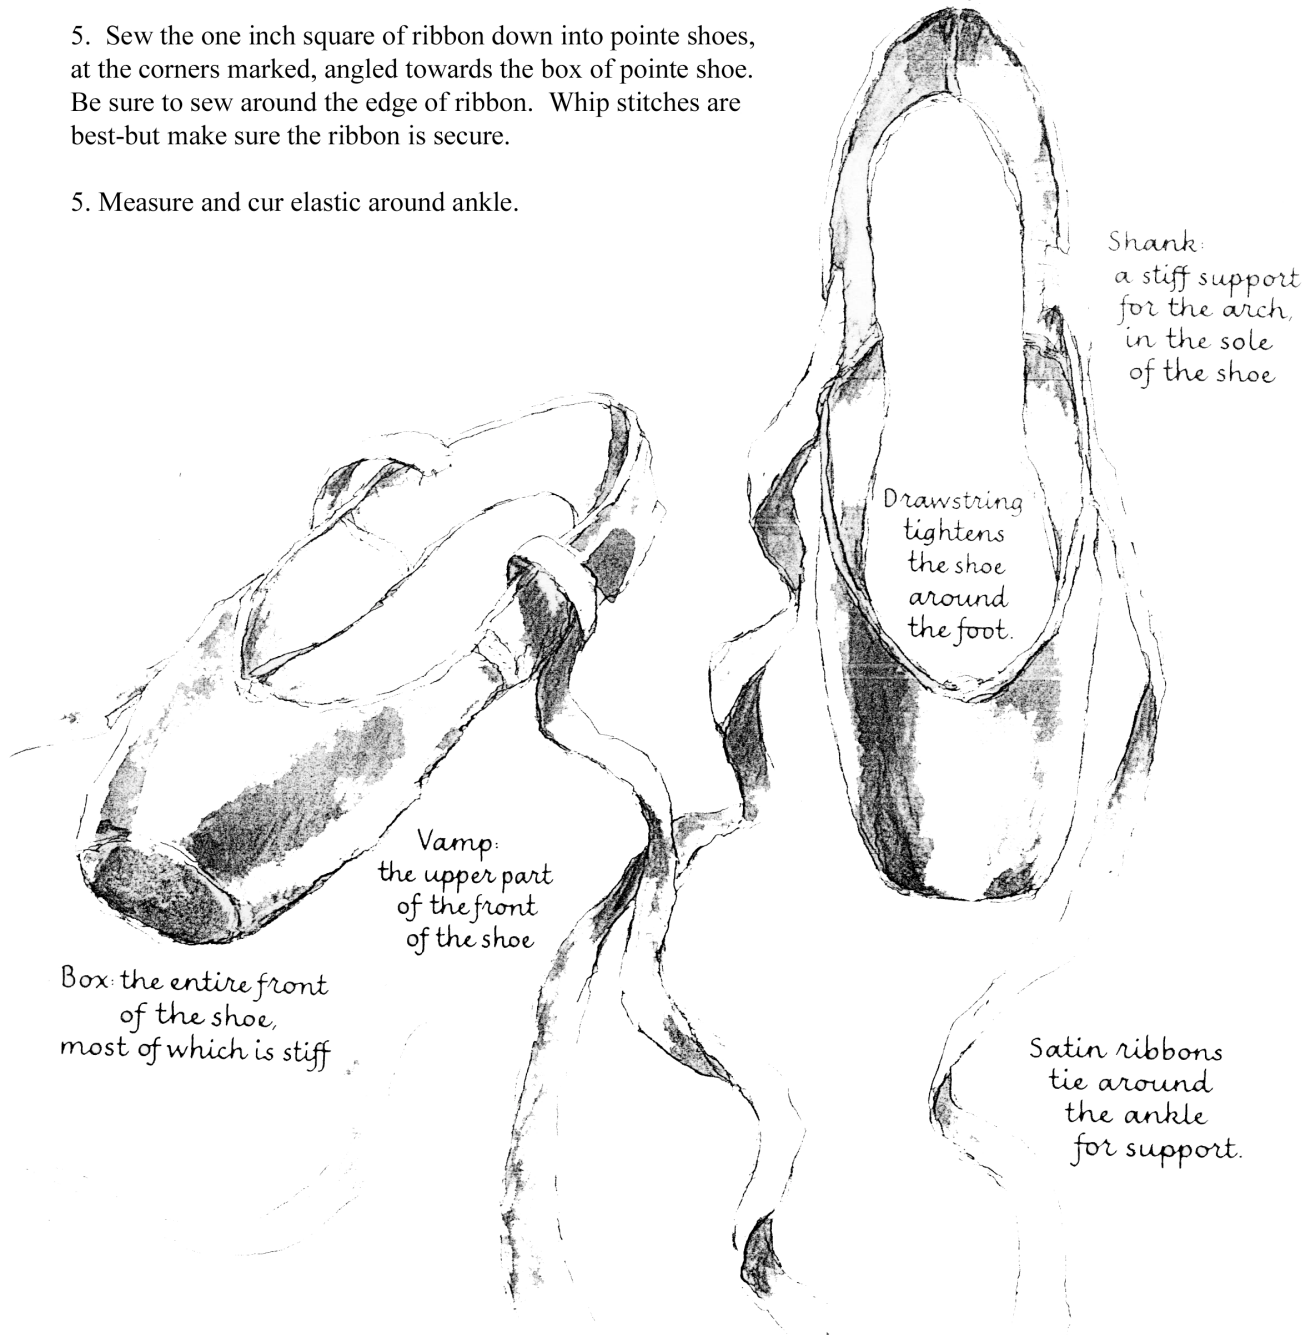 5.  Sew the one inch square of ribbon down into pointe shoes,
at the corners marked, angled towards the box of pointe shoe.
Be sure to sew around the edge of ribbon.  Whip stitches are
best-but make sure the ribbon is secure.
5. Measure and cur elastic around ankle.
Shank:
a stiff support
for the arch,
in the sole
of the shoe
Drawstring
tightens
the shoe
around
the foot.
Vamp:
the upper part
of the front
of the shoe
Box: the entire front
of the shoe,
most of which is stiff
Satin ribbons
tie around
the ankle
for support.